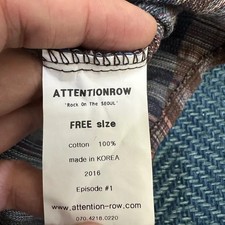 ATTENTIONROW
"Rock On The SEOUL"
FREE size
cotton 100%
made in KOREA
2016
Episode #1
www.attention-row.com
070.4218.0220